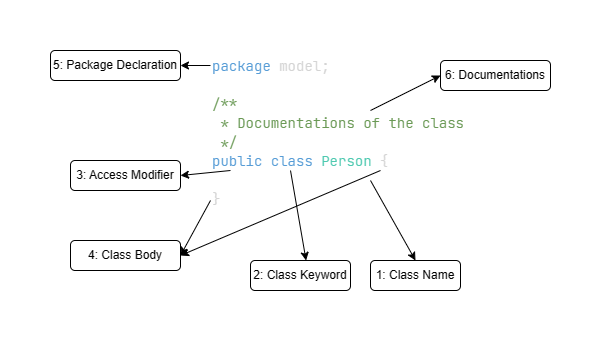 5: Package Declaration
package model;
6: Documentations
/**
* Documentations of the class
*/
public class Person {
3: Access Modifier
}
4: Class Body
2: Class Keyword
1: Class Name